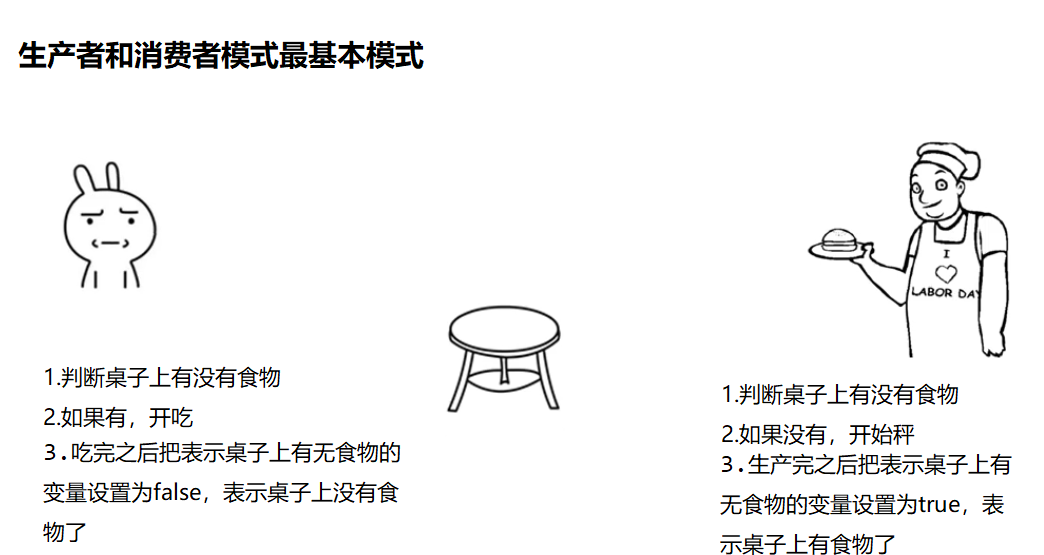 生产者和消费者模式最基本模式
I
LABOR DAY
1.判断桌子上有没有食物
2.如果有，开吃
3.吃完之后把表示桌子上有无食物的
变量设置为false，表示桌子上没有食
物了
1.判断桌子上有没有食物
2.如果没有，开始秤
3.生产完之后把表示桌子上有
无食物的变量设置为true，表
示桌子上有食物了